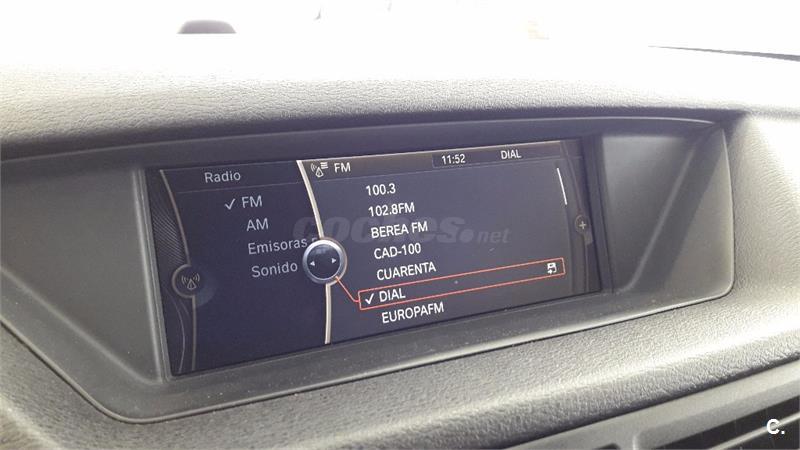 Radio
FM
AM
Emisoras
Sonido
FM 11:52 DIAL
100.3
102.8FM
BEREA FM
CAD-100
CUARENTA
DIAL
EUROPAFM
coches.net
C.